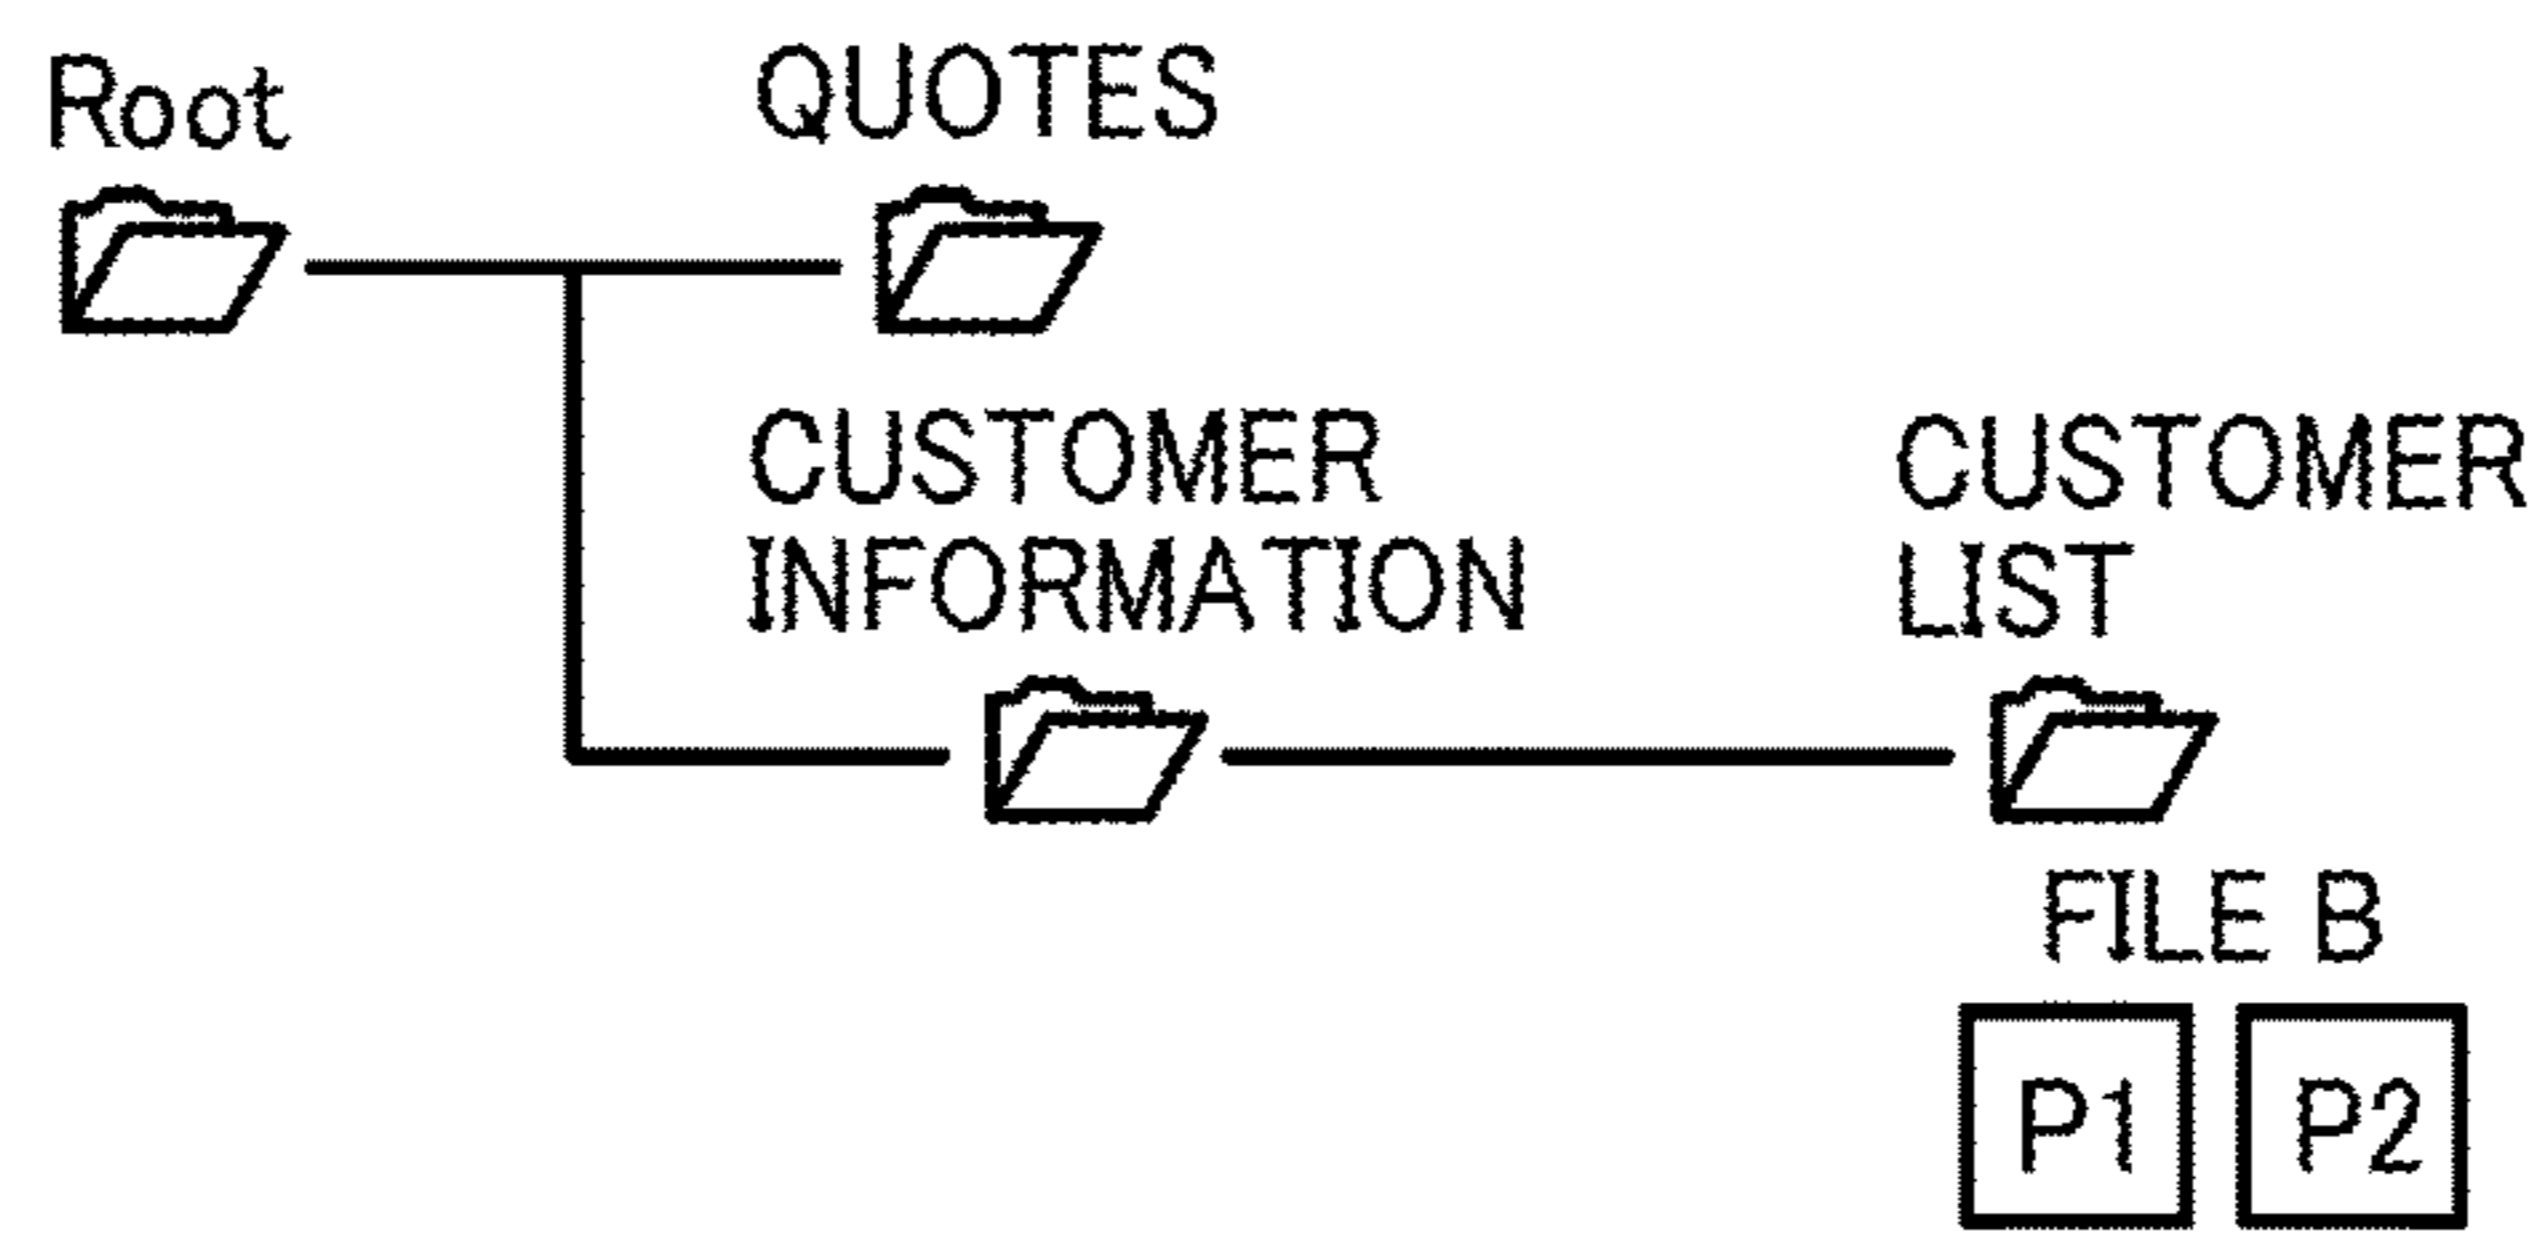 Root
QUOTES
CUSTOMER
INFORMATION
CUSTOMER
LIST
FILE B
P1
P2